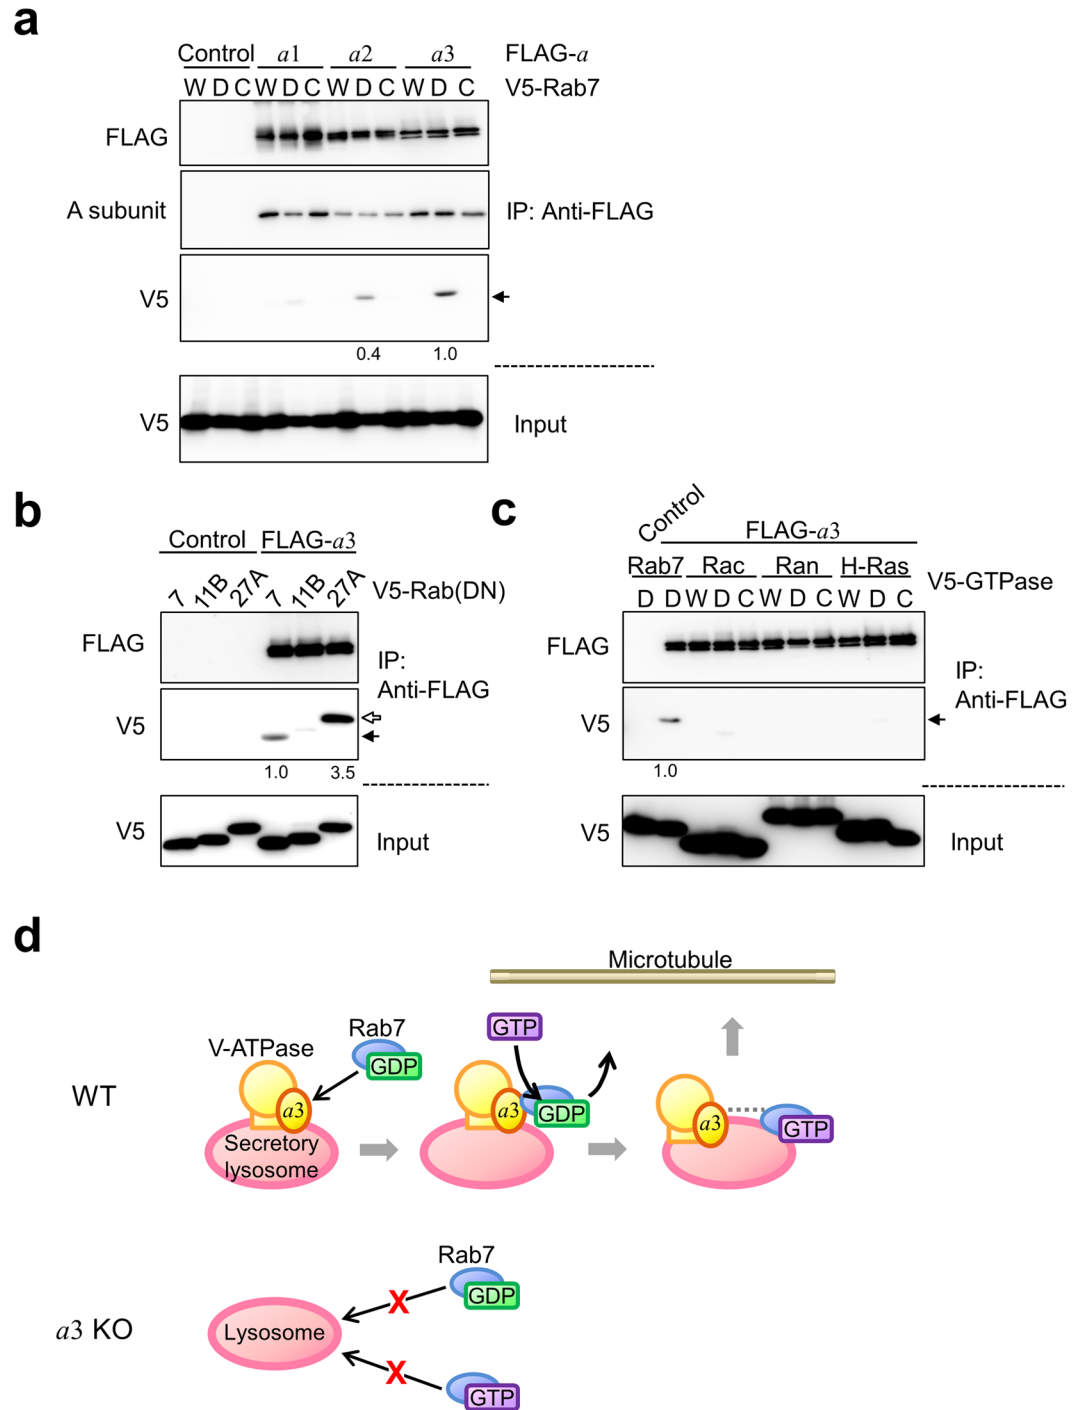 a
Control a1 a2 a3 FLAG-a
W D C W D C W D C W D C V5-Rab7
FLAG
A subunit
IP: Anti-FLAG
V5
0.4 1.0
V5
Input
b
Control FLAG-a3
7 11B 27A 7 11B 27A V5-Rab(DN)
FLAG
IP:
Anti-FLAG
V5
1.0 3.5
V5
Input
c
Control
FLAG-a3
Rab7 Rac Ran H-Ras V5-GTPase
D D W D C W D C W D C
FLAG
IP:
Anti-FLAG
V5
1.0
V5
Input
d
Microtubule
WT
V-ATPase
Rab7
GDP
a3
Secretory
lysosome
GTP
a3
GDP
a3
GTP
a3 KO
Rab7
GDP
X
Lysosome
X
GTP